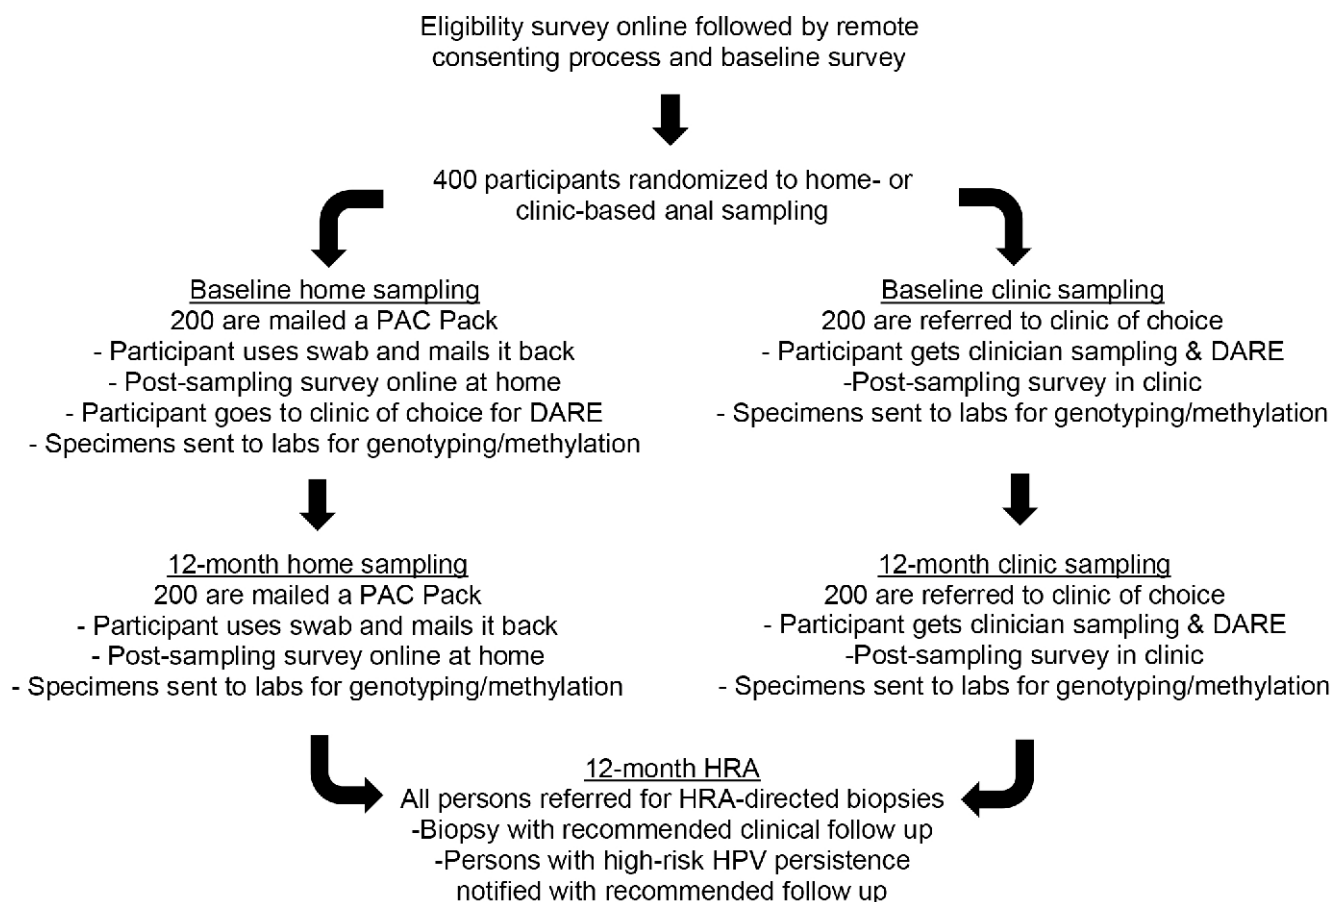 Eligibility survey online followed by remote
consenting process and baseline survey
400 participants randomized to home- or
clinic-based anal sampling
Baseline home sampling
200 are mailed a PAC Pack
- Participant uses swab and mails it back
- Post-sampling survey online at home
- Participant goes to clinic of choice for DARE
- Specimens sent to labs for genotyping/methylation
Baseline clinic sampling
200 are referred to clinic of choice
- Participant gets clinician sampling & DARE
-Post-sampling survey in clinic
- Specimens sent to labs for genotyping/methylation
12-month home sampling
200 are mailed a PAC Pack
- Participant uses swab and mails it back
- Post-sampling survey online at home
- Specimens sent to labs for genotyping/methylation
12-month clinic sampling
200 are referred to clinic of choice
- Participant gets clinician sampling & DARE
-Post-sampling survey in clinic
- Specimens sent to labs for genotyping/methylation
12-month HRA
All persons referred for HRA-directed biopsies
-Biopsy with recommended clinical follow up
-Persons with high-risk HPV persistence
notified with recommended follow up